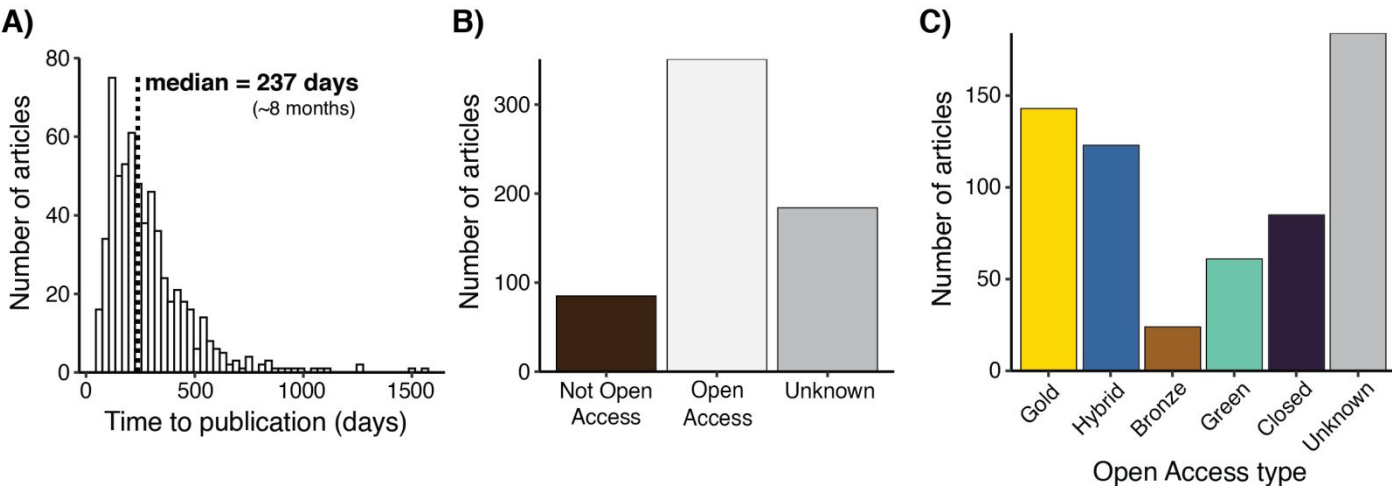 A)
80
60
40
20
0
Number of articles
median = 237 days
(~8 months)
0
500
1000
1500
Time to publication (days)
B)
300
200
100
0
Number of articles
Not Open
Access
Open
Access
Unknown
C)
150
100
50
0
Number of articles
Gold
Hybrid
Bronze
Green
Closed
Unknown
Open Access type